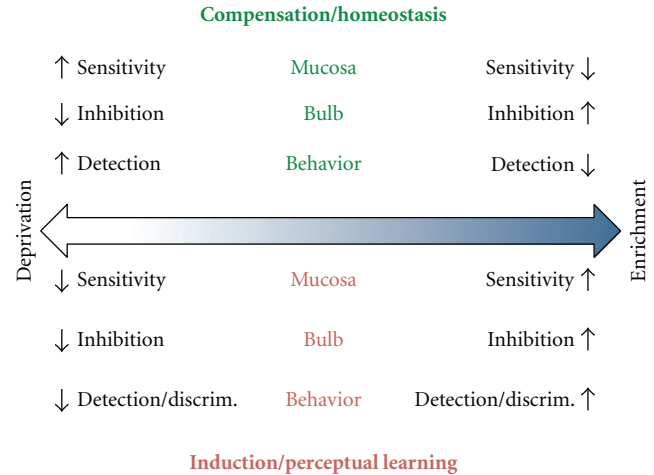 Compensation/homeostasis
↑ Sensitivity Mucosa Sensitivity ↓
↓ Inhibition Bulb Inhibition ↑
↑ Detection Behavior Detection ↓
Deprivation
Enrichment
↓ Sensitivity Mucosa Sensitivity ↑
↓ Inhibition Bulb Inhibition ↑
↓ Detection/discrim. Behavior Detection/discrim. ↑
Induction/perceptual learning